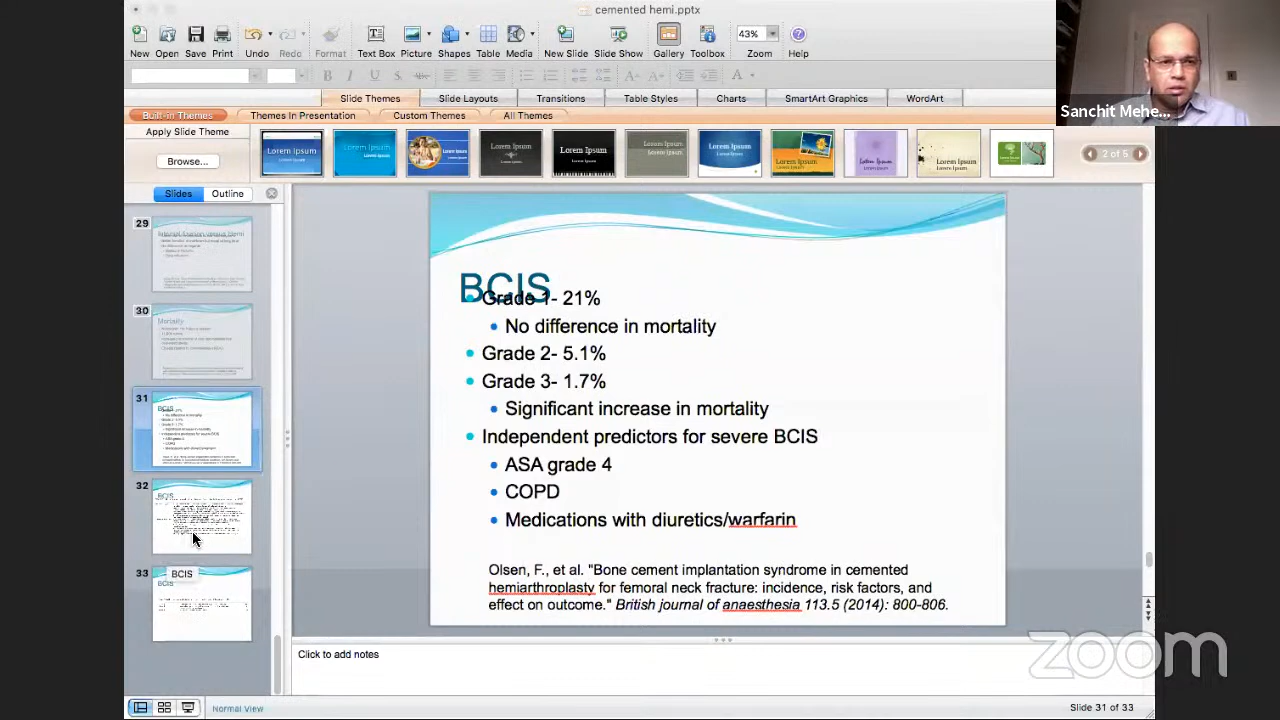 cemented hemi.pptx
New Open Save Print Undo Redo Format Text Box Picture Shapes Table Media New Slide Slide Show Gallery Toolbox Zoom Help
43%
Slide Themes Slide Layouts Transitions Table Styles Charts SmartArt Graphics WordArt
Built-in Themes Themes In Presentation Custom Themes All Themes
Apply Slide Theme
Browse...
Lorem Ipsum
2 of 5
Sanchit Mehe...
Slides Outline
29
30
Mortality
31
BCIS
32
BCIS
33
BCIS
BCIS
BCIS
Grade 1- 21%
No difference in mortality
Grade 2- 5.1%
Grade 3- 1.7%
Significant increase in mortality
Independent predictors for severe BCIS
ASA grade 4
COPD
Medications with diuretics/warfarin
Olsen, F., et al. "Bone cement implantation syndrome in cemented
hemiarthroplasty for femoral neck fracture: incidence, risk factors, and
effect on outcome." British journal of anaesthesia 113.5 (2014): 800-806.
Click to add notes
zoom
Normal View
Slide 31 of 33